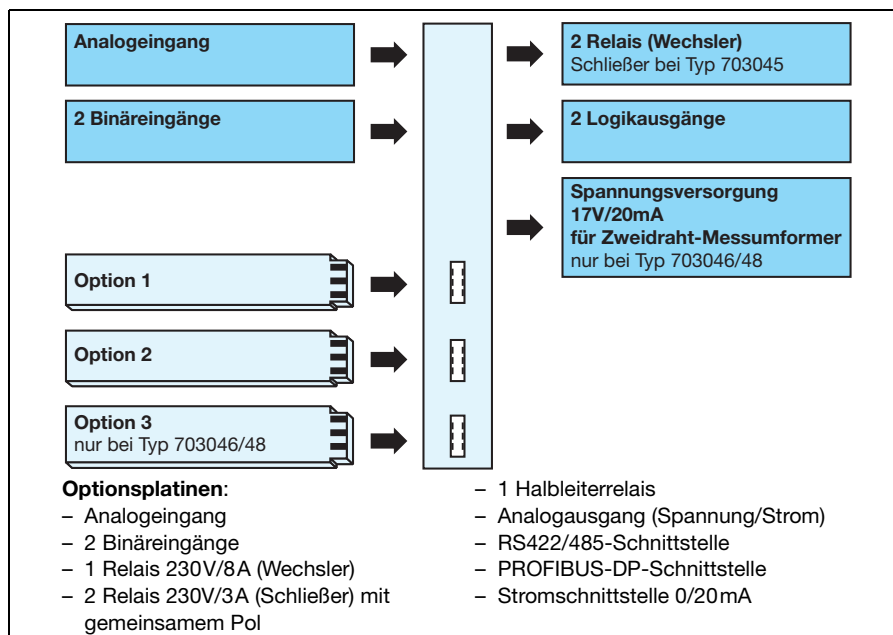 Analogeingang
2 Binäreingänge
Option 1
Option 2
Option 3
nur bei Typ 703046/48
2 Relais (Wechsler)
Schließer bei Typ 703045
2 Logikausgänge
Spannungsversorgung
17V/20mA
für Zweidraht-Messumformer
nur bei Typ 703046/48
Optionsplatinen:
– Analogeingang
– 2 Binäreingänge
– 1 Relais 230V/8A (Wechsler)
– 2 Relais 230V/3A (Schließer) mit
gemeinsamem Pol
– 1 Halbleiterrelais
– Analogausgang (Spannung/Strom)
– RS422/485-Schnittstelle
– PROFIBUS-DP-Schnittstelle
– Stromschnittstelle 0/20mA